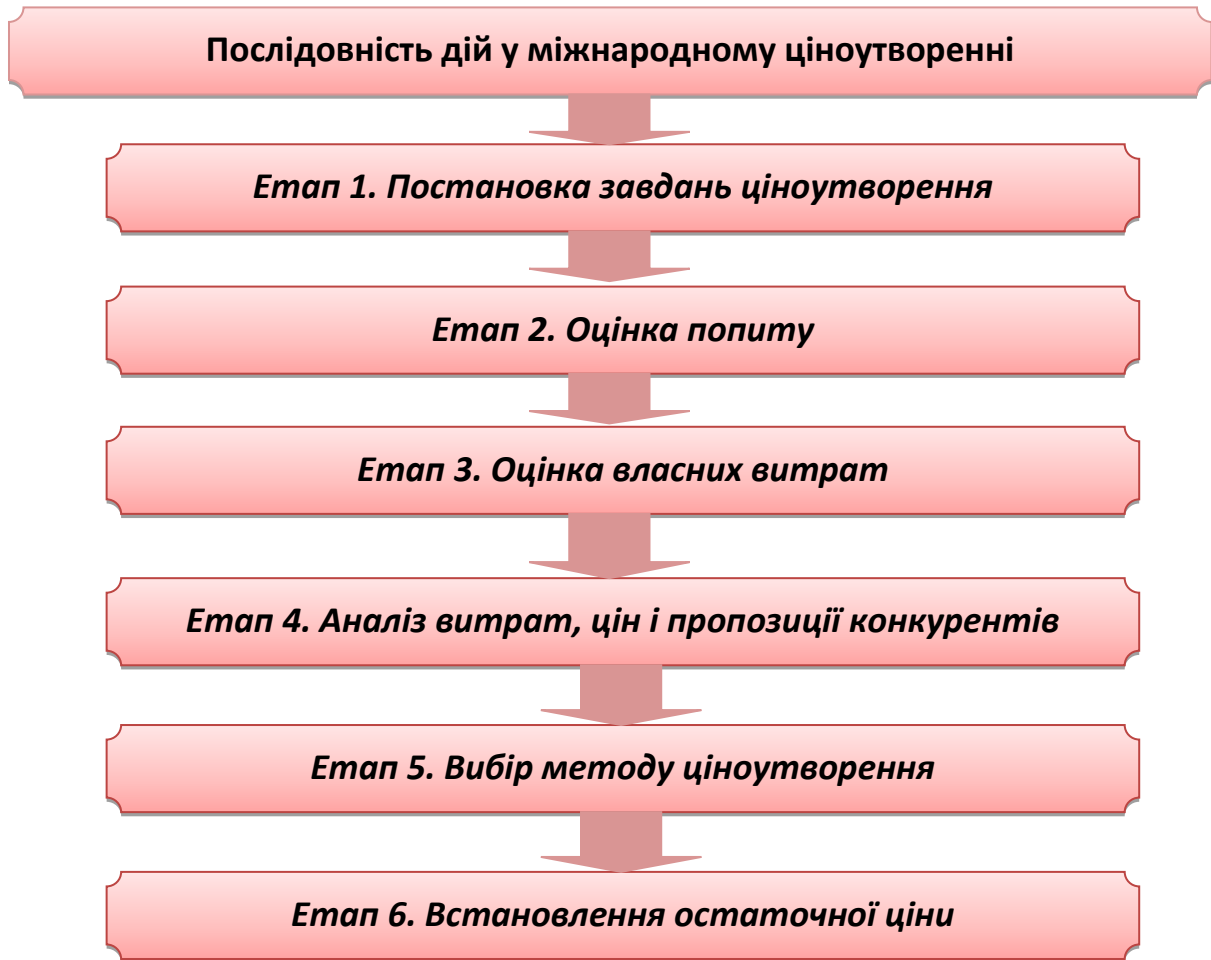 Послідовність дій у міжнародному ціноутворенні
Етап 1. Постановка завдань ціноутворення
Етап 2. Оцінка попиту
Етап 3. Оцінка власних витрат
Етап 4. Аналіз витрат, цін і пропозиції конкурентів
Етап 5. Вибір методу ціноутворення
Етап 6. Встановлення остаточної ціни